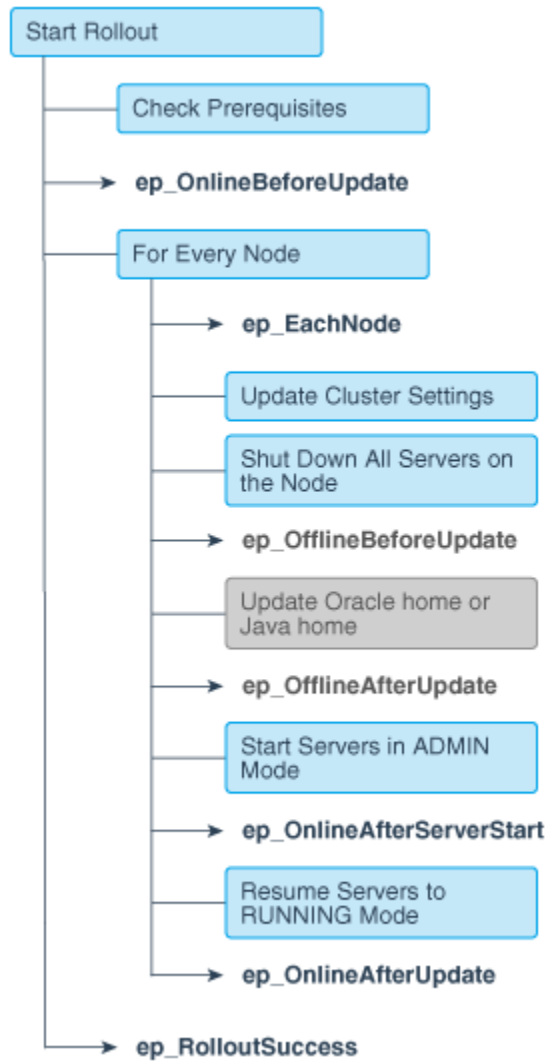 Start Rollout
Check Prerequisites
ep_OnlineBeforeUpdate
For Every Node
ep_EachNode
Update Cluster Settings
Shut Down All Servers on
the Node
ep_OfflineBeforeUpdate
Update Oracle home or
Java home
ep_OfflineAfterUpdate
Start Servers in ADMIN
Mode
ep_OnlineAfterServerStart
Resume Servers to
RUNNING Mode
ep_OnlineAfterUpdate
ep_RolloutSuccess